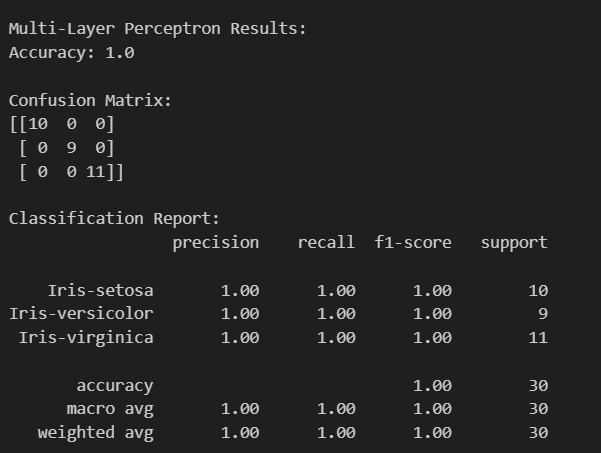 Multi-Layer Perceptron Results:
Accuracy: 1.0
Confusion Matrix:
[[10  0  0]
 [ 0  9  0]
 [ 0  0 11]]
Classification Report:
                 precision    recall  f1-score   support
    Iris-setosa       1.00      1.00      1.00        10
Iris-versicolor       1.00      1.00      1.00         9
 Iris-virginica       1.00      1.00      1.00        11
       accuracy                           1.00        30
      macro avg       1.00      1.00      1.00        30
   weighted avg       1.00      1.00      1.00        30